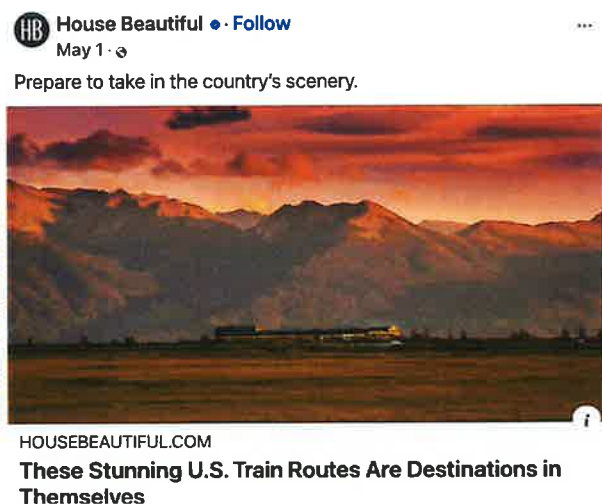 HB House Beautiful · Follow
May 1 ·
Prepare to take in the country's scenery.
i
HOUSEBEAUTIFUL.COM
These Stunning U.S. Train Routes Are Destinations in
Themselves